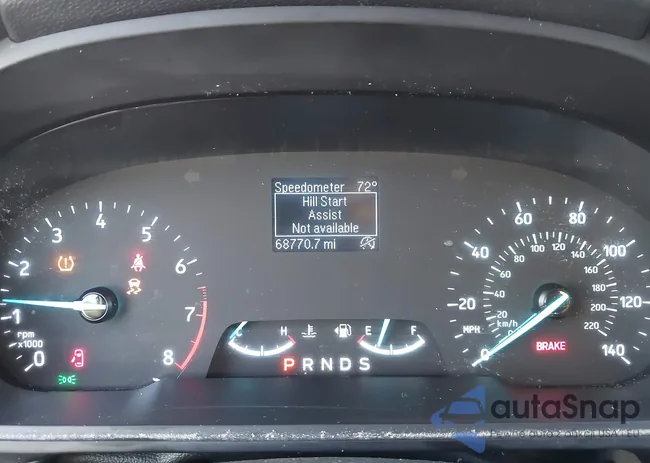 Speedometer 72°
Hill Start
Assist
Not available
68770.7 mi
0 1 2 3 4 5 6 7 8
rpm
x1000
H E F
PRNDS
0 20 40 60 80 100 120 140
MPH
20 40 60 80 100 120 140 160 180 200 220
km/h
BRAKE
autaSnap